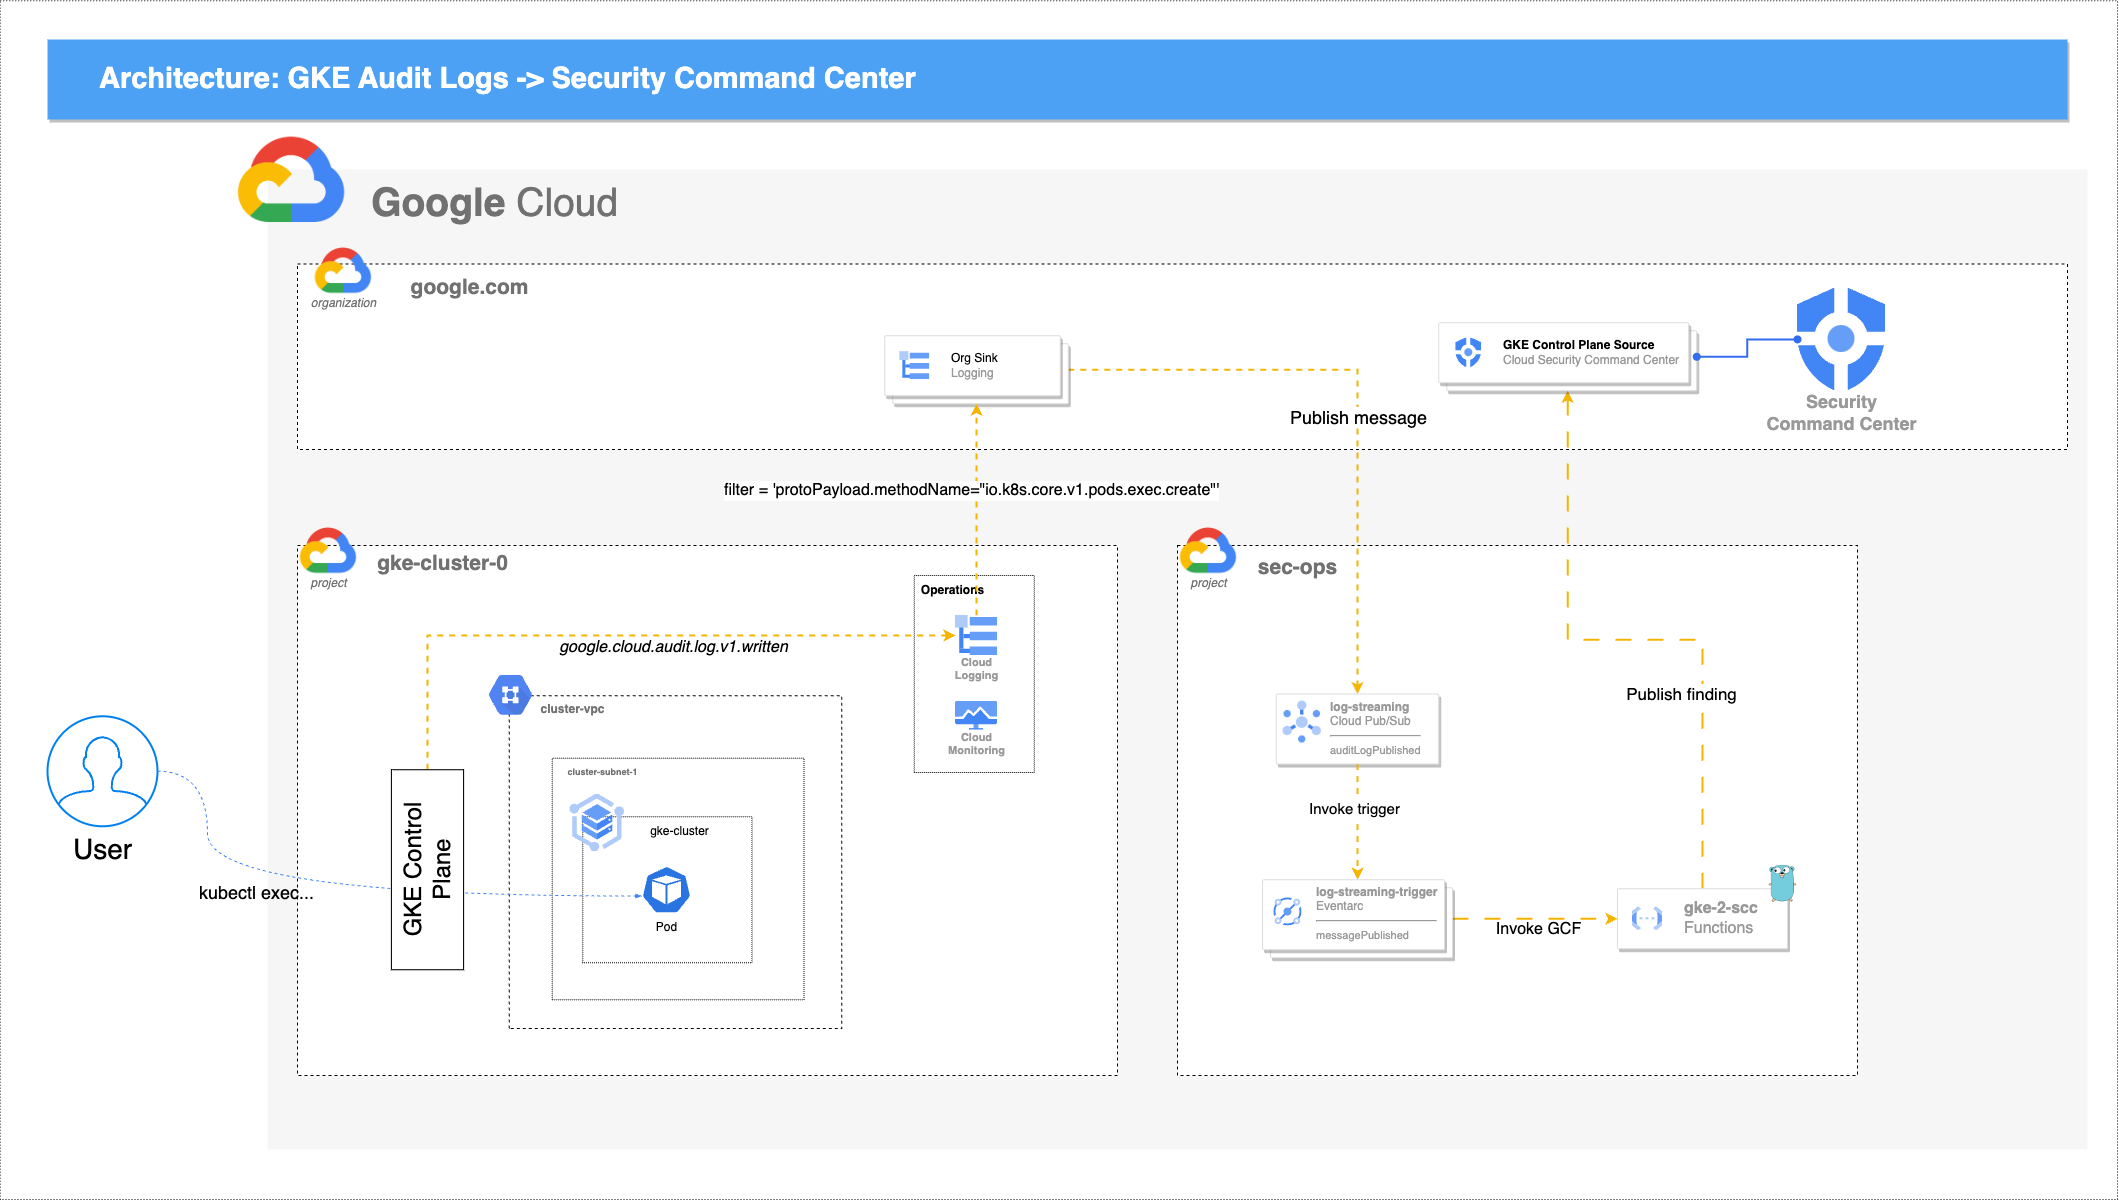 Architecture: GKE Audit Logs -> Security Command Center
Google Cloud
organization
google.com
Org Sink
Logging
GKE Control Plane Source
Cloud Security Command Center
Security
Command Center
Publish message
filter = 'protoPayload.methodName="io.k8s.core.v1.pods.exec.create"'
project
gke-cluster-0
Operations
Cloud
Logging
Cloud
Monitoring
google.cloud.audit.log.v1.written
cluster-vpc
cluster-subnet-1
gke-cluster
Pod
GKE Control
Plane
User
kubectl exec...
project
sec-ops
log-streaming
Cloud Pub/Sub
auditLogPublished
Invoke trigger
log-streaming-trigger
Eventarc
messagePublished
Invoke GCF
gke-2-scc
Functions
Publish finding